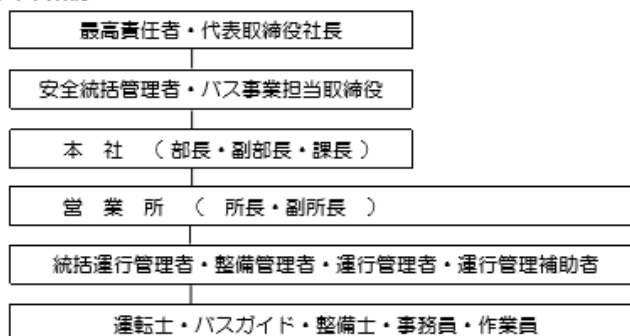 最高責任者・代表取締役社長
安全統括管理者・バス事業担当取締役
本 社 （ 部長・副部長・課長 ）
営 業 所 （ 所長・副所長 ）
統括運行管理者・整備管理者・運行管理者・運行管理補助者
運転士・バスガイド・整備士・事務員・作業員